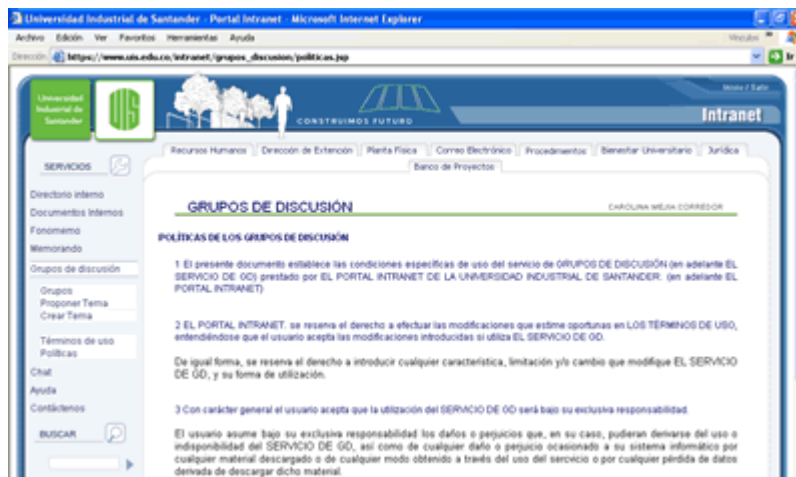 Universidad Industrial de Santander - Portal Intranet - Microsoft Internet Explorer
Archivo Edición Ver Favoritos Herramientas Ayuda Vínculos
Dirección https://www.uis.edu.co/intranet/grupos_discusion/politicas.jsp Ir
Universidad
Industrial de
Santander
UIS
CONSTRUIMOS FUTURO
Inicio / Salir
Intranet
Recursos Humanos Dirección de Extención Planta Física Correo Electrónico Procedimientos Bienestar Universitario Jurídica
Banco de Proyectos
SERVICIOS
Directorio interno
Documentos Internos
Fonomemo
Memorando
Grupos de discusión
Grupos
Proponer Tema
Crear Tema
Términos de uso
Políticas
Chat
Ayuda
Contáctenos
BUSCAR
GRUPOS DE DISCUSIÓN
CAROLINA MEJIA CORREDOR
POLÍTICAS DE LOS GRUPOS DE DISCUSIÓN
1 El presente documento establece las condiciones específicas de uso del servicio de GRUPOS DE DISCUSIÓN (en adelante EL
SERVICIO DE GD) prestado por EL PORTAL INTRANET DE LA UNIVERSIDAD INDUSTRIAL DE SANTANDER. (en adelante EL
PORTAL INTRANET)
2 EL PORTAL INTRANET. se reserva el derecho a efectuar las modificaciones que estime oportunas en LOS TÉRMINOS DE USO,
entendiéndose que el usuario acepta las modificaciones introducidas si utiliza EL SERVICIO DE GD.
De igual forma, se reserva el derecho a introducir cualquier característica, limitación y/o cambio que modifique EL SERVICIO
DE GD, y su forma de utilización.
3 Con carácter general el usuario acepta que la utilización del SERVICIO DE GD será bajo su exclusiva responsabilidad.
El usuario asume bajo su exclusiva responsabilidad los daños o perjuicios que, en su caso, pudieran derivarse del uso o
indisponibilidad del SERVICIO DE GD, así como de cualquier daño o perjuicio ocasionado a su sistema informático por
cualquier material descargado o de cualquier modo obtenido a través del uso del sercvicio o por cualquier pérdida de datos
derivada de descargar dicho material.